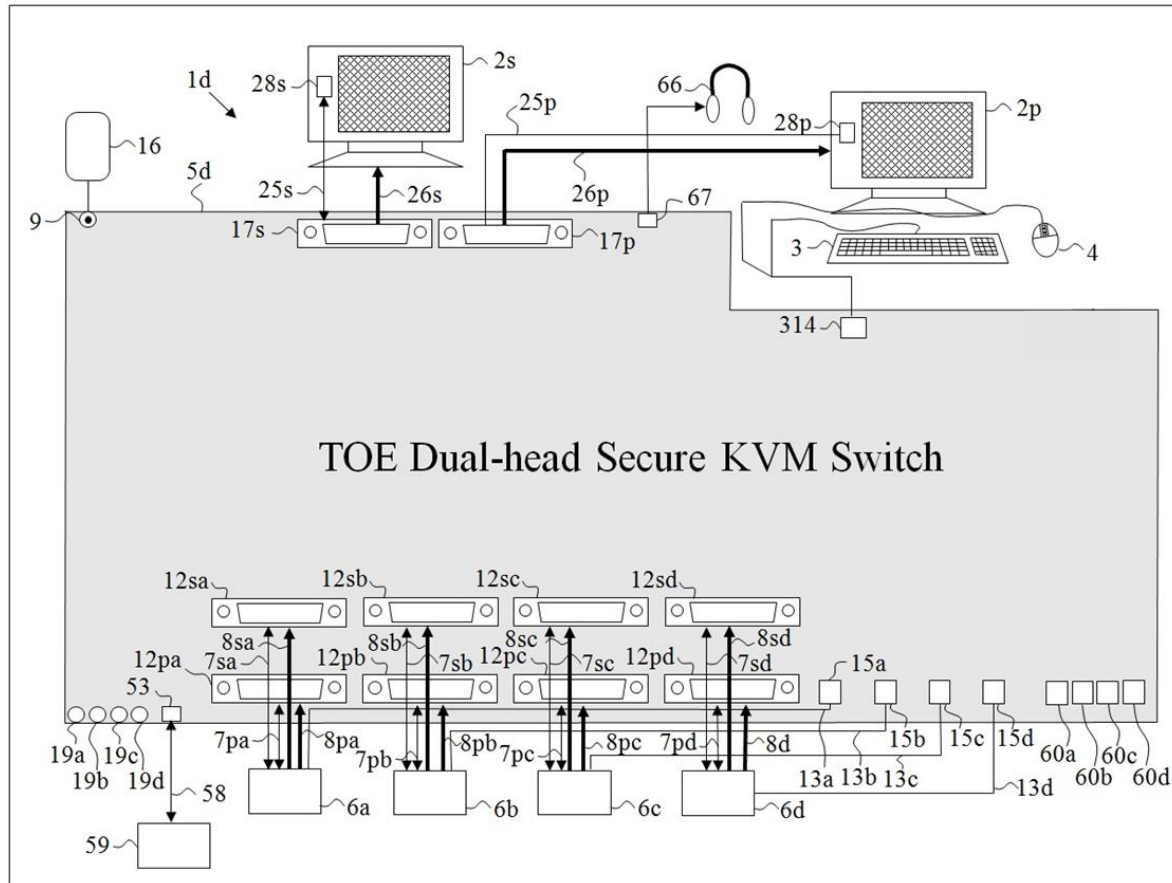 2s
28s
66
1d
25p
2p
28p
16
5d
25s
26s
26p
9
67
17s
17p
3
4
314
TOE Dual-head Secure KVM Switch
12sa
12sb
12sc
12sd
8sa
8sb
8sc
8sd
7sa
7sb
7sc
7sd
12pa
12pb
12pc
12pd
15a
53
19a
19b
19c
19d
7pa
8pa
7pb
8pb
7pc
8pc
7pd
8d
15b
15c
15d
60a
60b
60c
60d
13a
13b
13c
13d
58
6a
6b
6c
6d
59